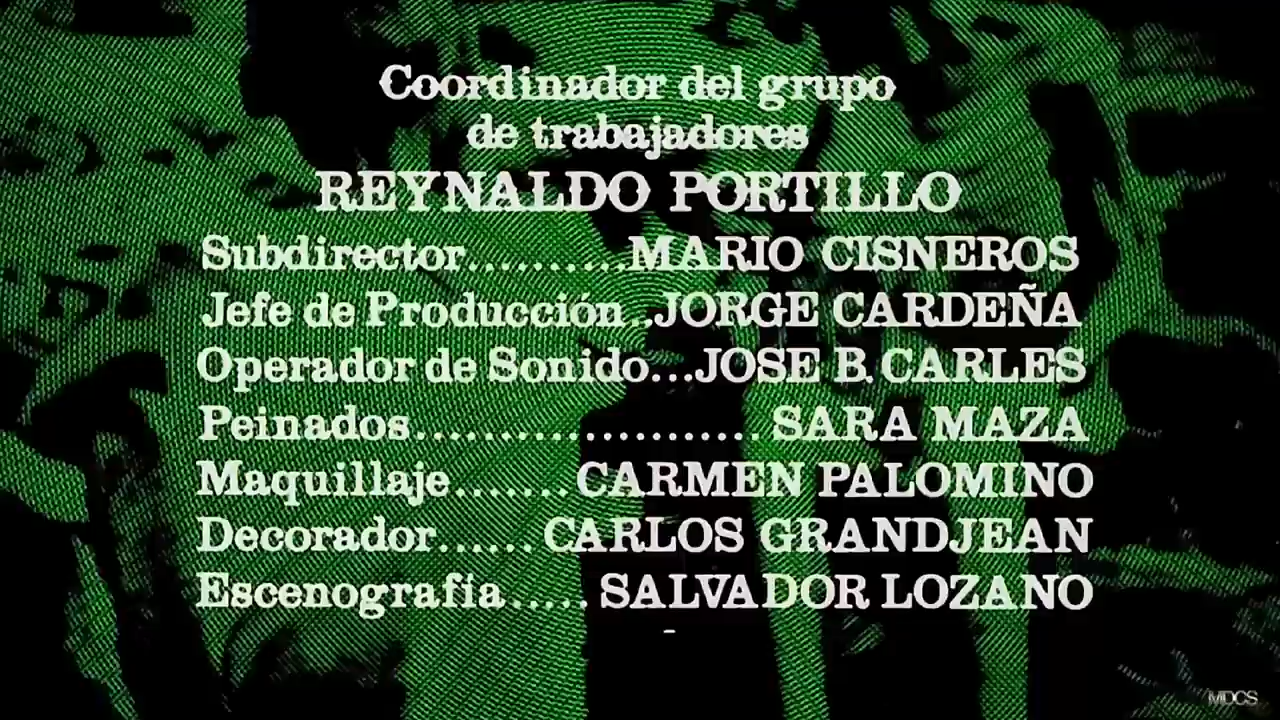 Coordinador del grupo
de trabajadores
REYNALDO PORTILLO
Subdirector..........MARIO CISNEROS
Jefe de Producción..JORGE CARDEÑA
Operador de Sonido...JOSE B. CARLES
Peinados..................... SARA MAZA
Maquillaje.......CARMEN PALOMINO
Decorador...... CARLOS GRANDJEAN
Escenografía..... SALVADOR LOZANO
MDCS